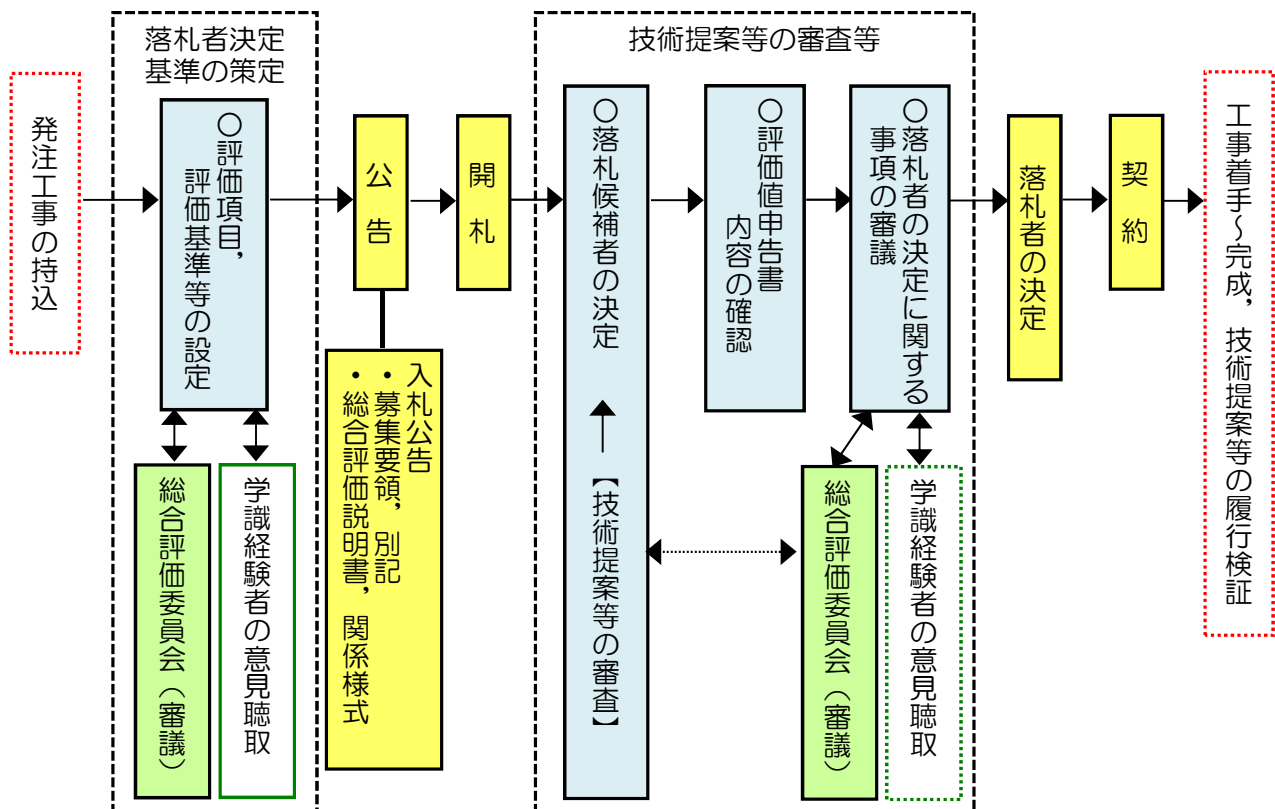 発注工事の持込
落札者決定
基準の策定
〇評価項目,
評価基準等の設定
総合評価委員会（審議）
学識経験者の意見聴取
公告
入札公告
・募集要領，別記
・総合評価説明書，関係様式
開札
技術提案等の審査等
〇落札候補者の決定
【技術提案等の審査】
〇評価値申告書
内容の確認
〇落札者の決定に関する
事項の審議
総合評価委員会（審議）
学識経験者の意見聴取
落札者の決定
契約
工事着手～完成，技術提案等の履行検証